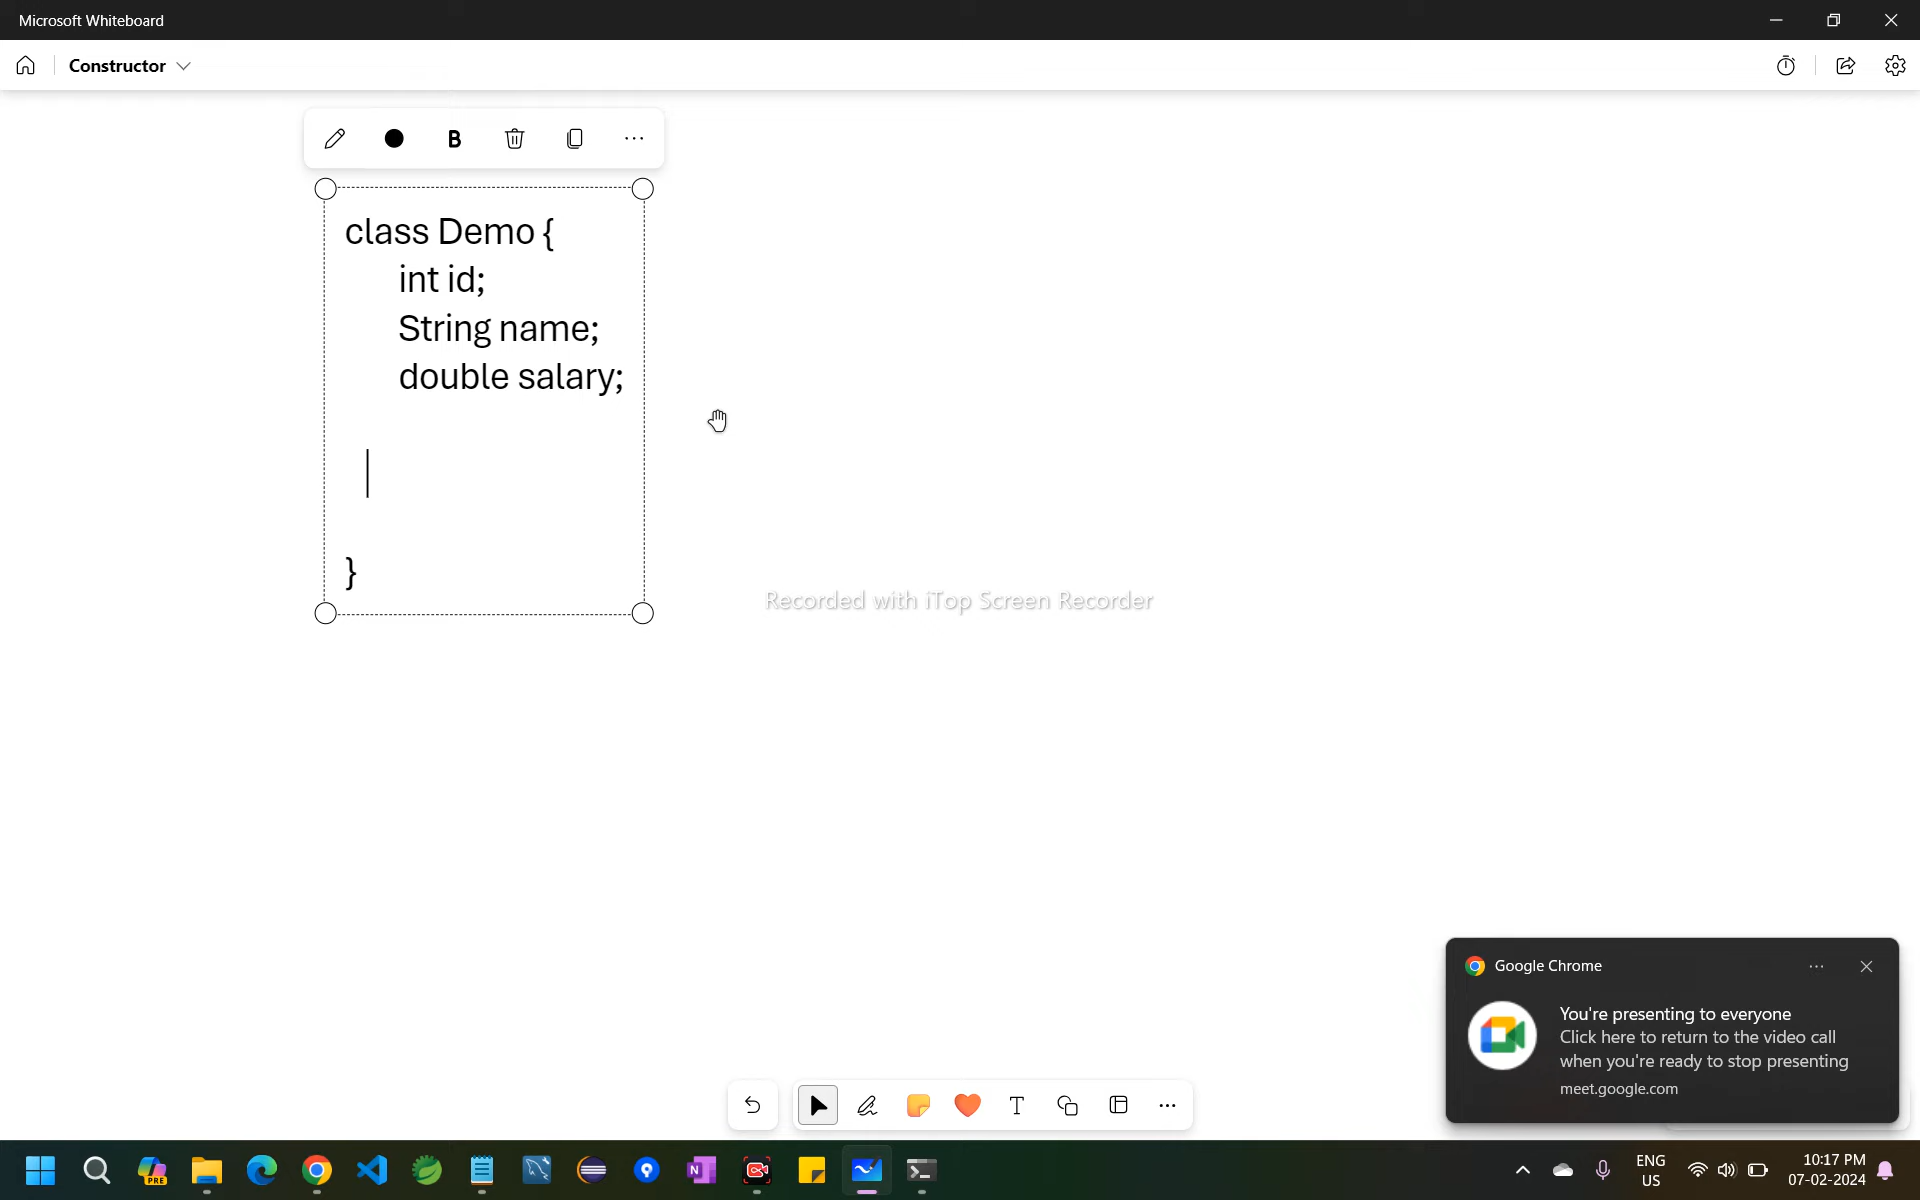 Microsoft Whiteboard
Constructor
B
class Demo {
int id;
String name;
double salary;
}
Recorded with iTop Screen Recorder
Google Chrome
You're presenting to everyone
Click here to return to the video call
when you're ready to stop presenting
meet.google.com
T
PRE
N
ENG
US
10:17 PM
07-02-2024